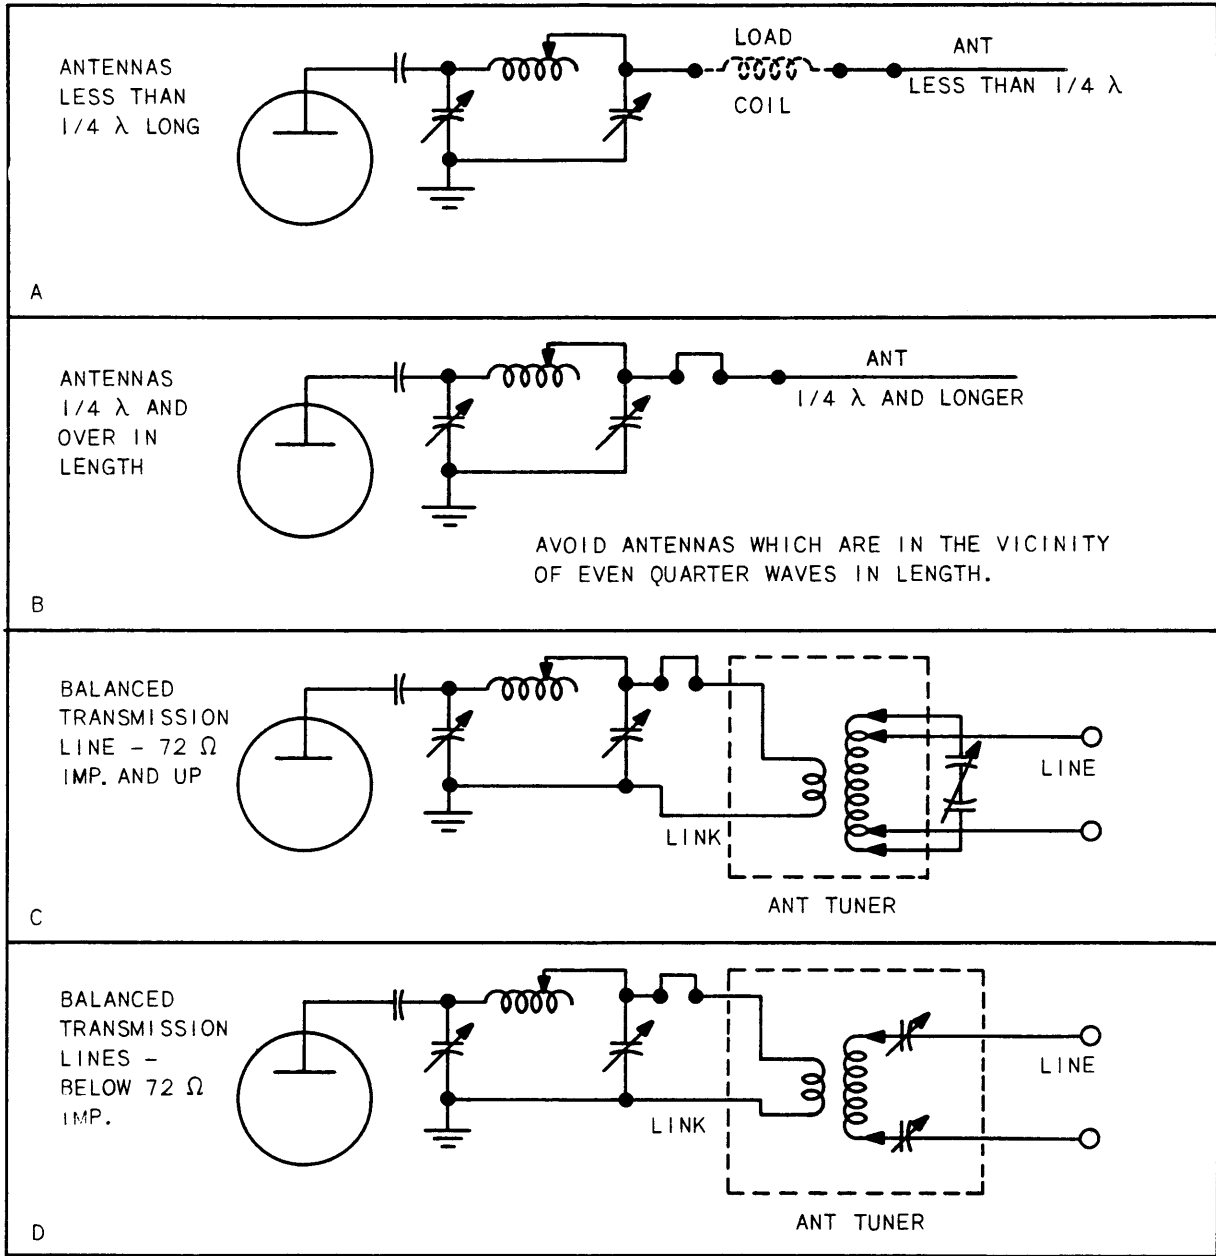 ANTENNAS
LESS THAN
1/4 λ LONG
LOAD
COIL
ANT
LESS THAN 1/4 λ
A
ANTENNAS
1/4 λ AND
OVER IN
LENGTH
ANT
1/4 λ AND LONGER
AVOID ANTENNAS WHICH ARE IN THE VICINITY
OF EVEN QUARTER WAVES IN LENGTH.
B
BALANCED
TRANSMISSION
LINE - 72 Ω
IMP. AND UP
LINK
LINE
ANT TUNER
C
BALANCED
TRANSMISSION
LINES -
BELOW 72 Ω
IMP.
LINK
LINE
ANT TUNER
D